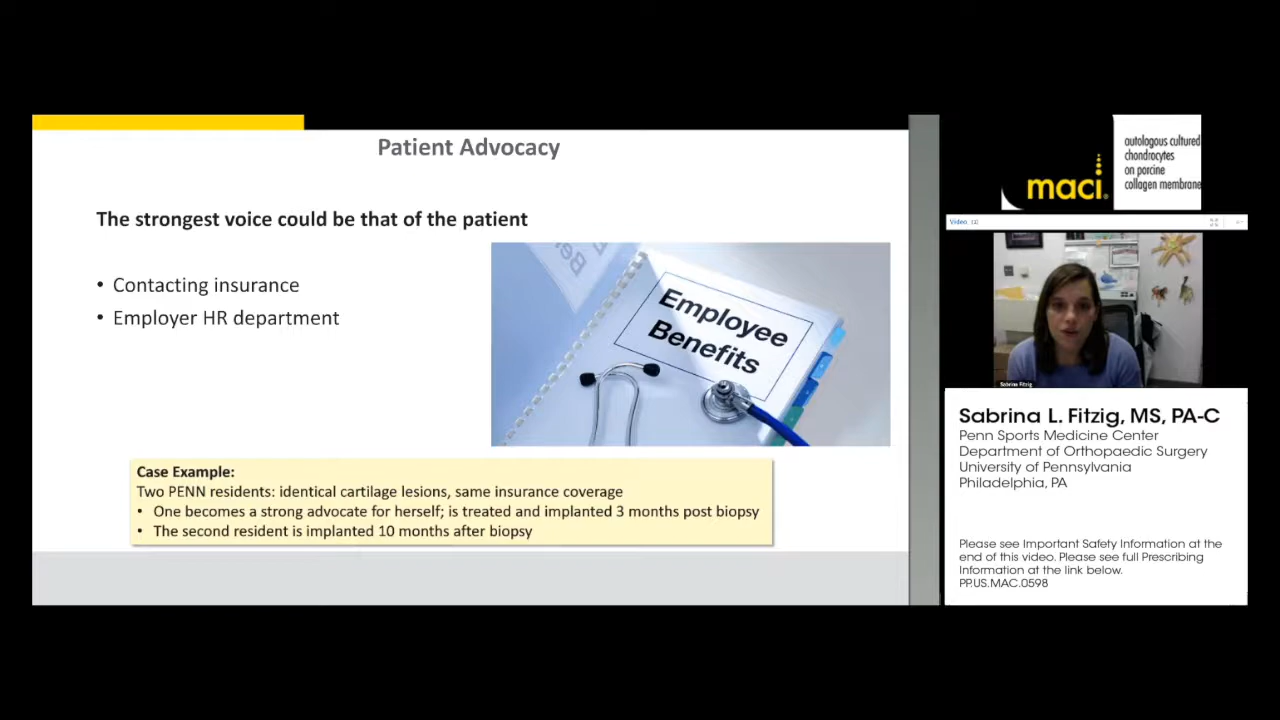 Patient Advocacy
The strongest voice could be that of the patient
• Contacting insurance
• Employer HR department
Employee
Benefits
Case Example:
Two PENN residents: identical cartilage lesions, same insurance coverage
• One becomes a strong advocate for herself; is treated and implanted 3 months post biopsy
• The second resident is implanted 10 months after biopsy
maci®
autologous cultured
chondrocytes
on porcine
collagen membrane
Video
Sabrina Fitzig
Sabrina L. Fitzig, MS, PA-C
Penn Sports Medicine Center
Department of Orthopaedic Surgery
University of Pennsylvania
Philadelphia, PA
Please see Important Safety Information at the
end of this video. Please see full Prescribing
Information at the link below.
PP.US.MAC.0598